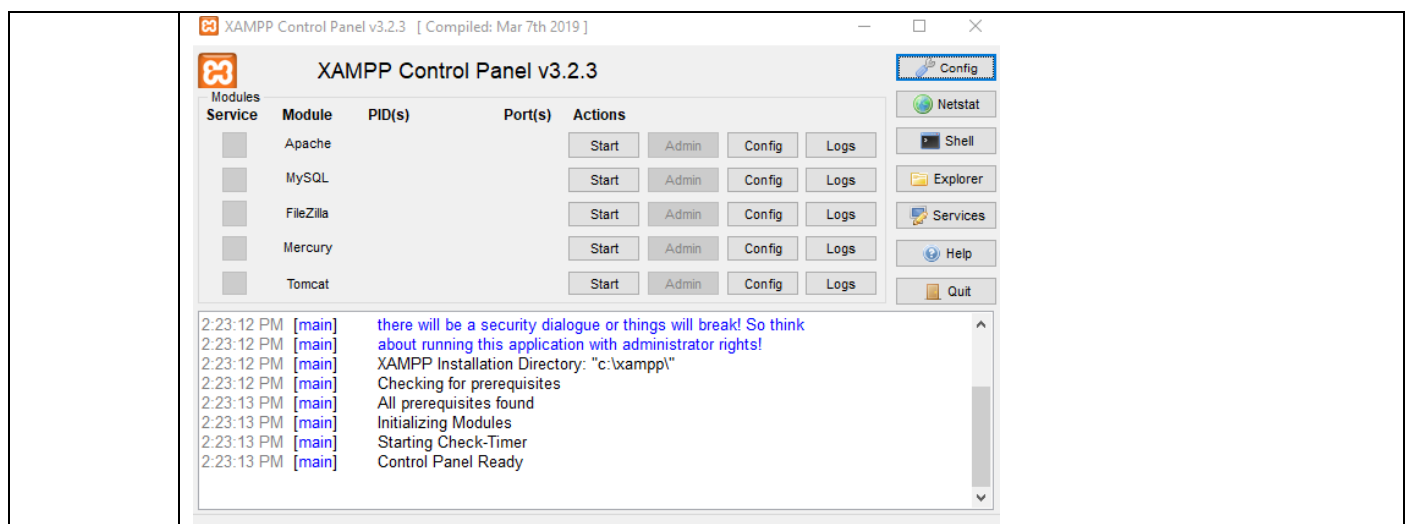 XAMPP Control Panel v3.2.3 [ Compiled: Mar 7th 2019 ]
XAMPP Control Panel v3.2.3
Config
Modules
Service Module PID(s) Port(s) Actions
Netstat
Apache Start Admin Config Logs
Shell
MySQL Start Admin Config Logs
Explorer
FileZilla Start Admin Config Logs
Services
Mercury Start Admin Config Logs
Help
Tomcat Start Admin Config Logs
Quit
2:23:12 PM [main] there will be a security dialogue or things will break! So think
2:23:12 PM [main] about running this application with administrator rights!
2:23:12 PM [main] XAMPP Installation Directory: "c:\xampp\"
2:23:12 PM [main] Checking for prerequisites
2:23:13 PM [main] All prerequisites found
2:23:13 PM [main] Initializing Modules
2:23:13 PM [main] Starting Check-Timer
2:23:13 PM [main] Control Panel Ready